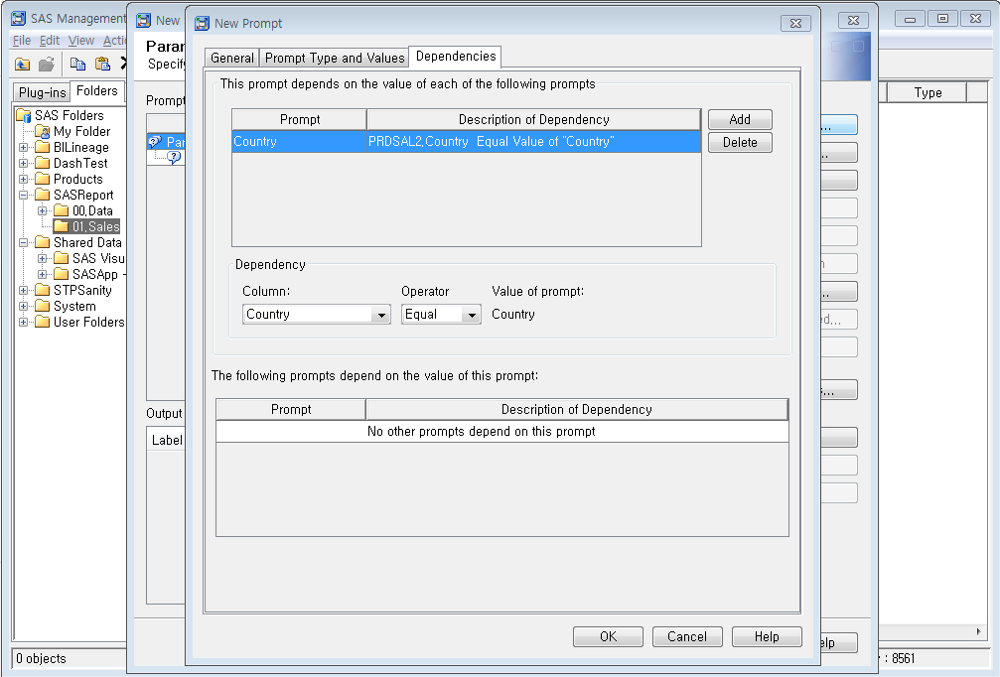 SAS Management
New
New Prompt
File Edit View Actio
Param
Specify
General
Prompt Type and Values
Dependencies
Plug-ins
Folders
Type
This prompt depends on the value of each of the following prompts
Prompt
Prompt
Description of Dependency
Add
SAS Folders
My Folder
BILineage
DashTest
Products
SASReport
00.Data
01.Sales
Shared Data
SAS Visu
SASApp -
STPSanity
System
User Folders
Par
Country
PRDSAL2.Country Equal Value of "Country"
Delete
Dependency
Column:
Operator
Value of prompt:
Country
Equal
Country
ed...
The following prompts depend on the value of this prompt:
Prompt
Description of Dependency
Output
No other prompts depend on this prompt
Label
OK
Cancel
Help
elp
0 objects
: 8561